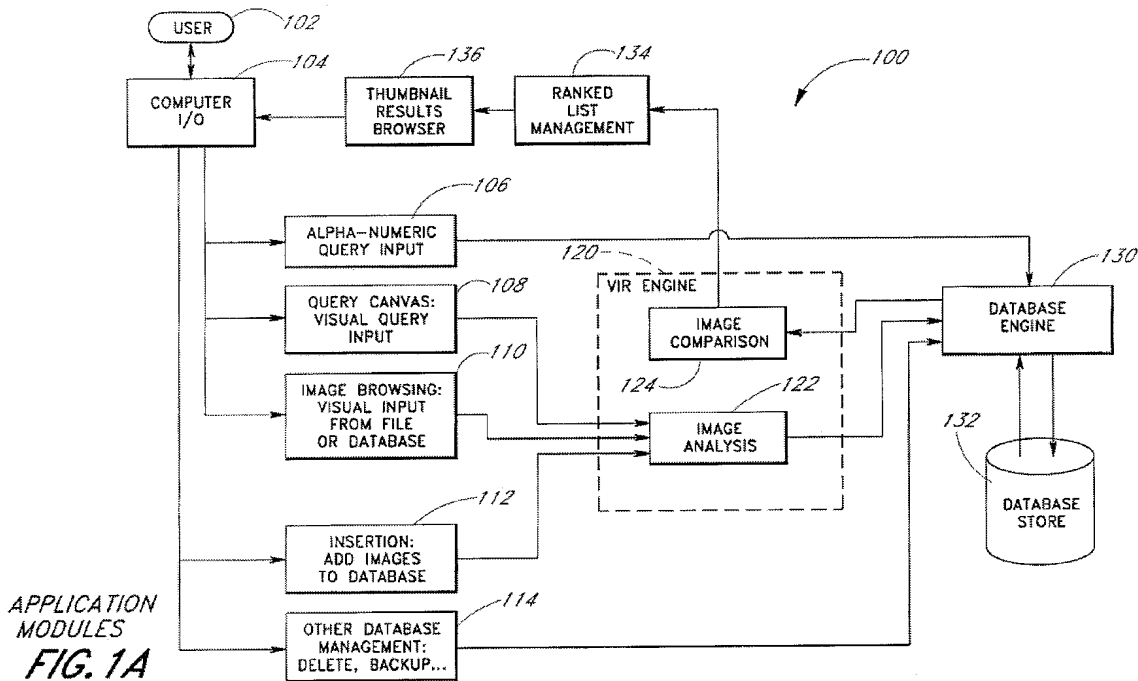 USER
102
104
COMPUTER
I/O
136
THUMBNAIL
RESULTS
BROWSER
134
RANKED
LIST
MANAGEMENT
100
106
ALPHA-NUMERIC
QUERY INPUT
108
QUERY CANVAS:
VISUAL QUERY
INPUT
110
IMAGE BROWSING:
VISUAL INPUT
FROM FILE
OR DATABASE
120
VIR ENGINE
IMAGE
COMPARISON
124
122
IMAGE
ANALYSIS
130
DATABASE
ENGINE
132
DATABASE
STORE
112
INSERTION:
ADD IMAGES
TO DATABASE
114
OTHER DATABASE
MANAGEMENT:
DELETE, BACKUP...
APPLICATION
MODULES
FIG. 1A